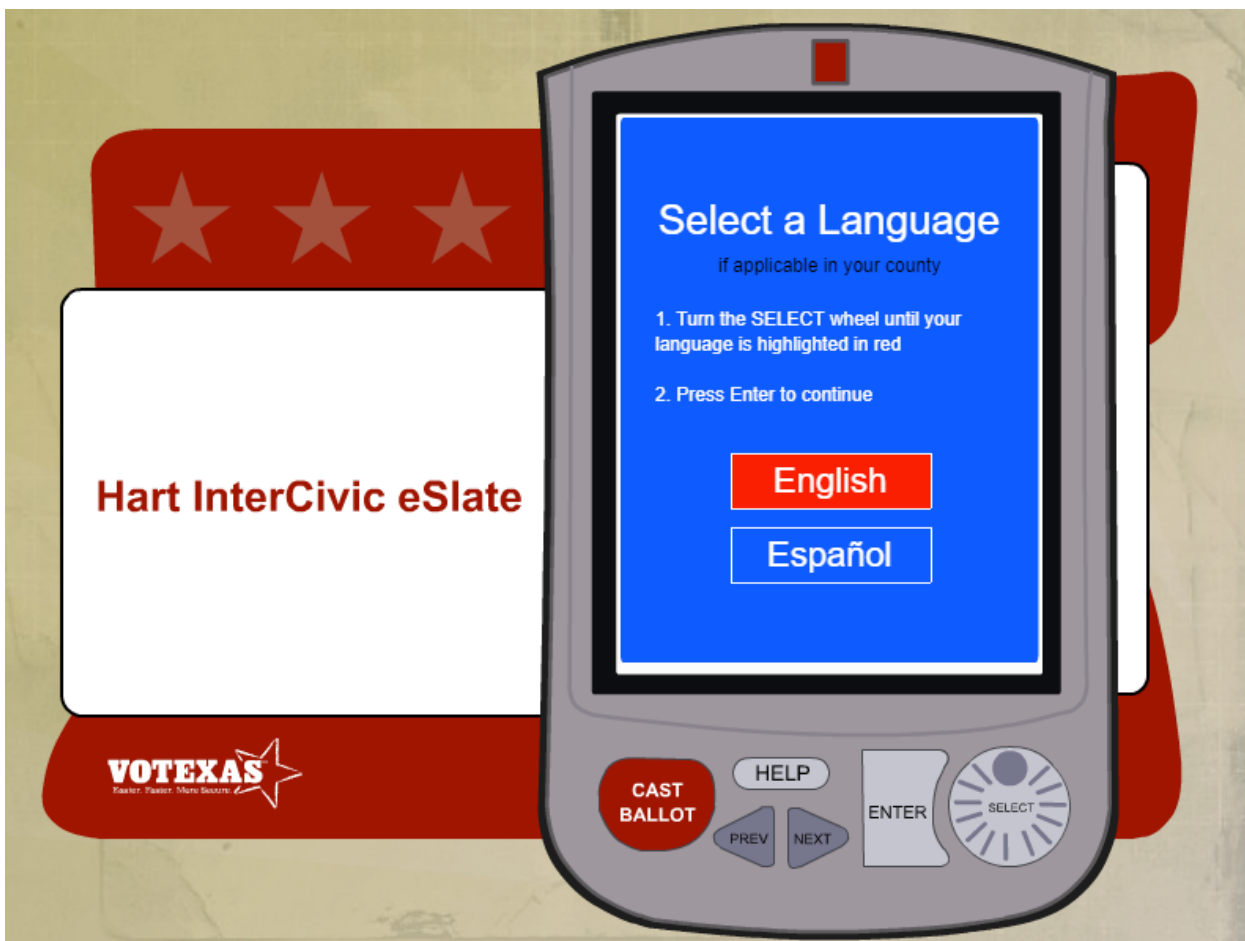 Select a Language
if applicable in your county
1. Turn the SELECT wheel until your
language is highlighted in red
2. Press Enter to continue
English
Español
Hart InterCivic eSlate
VOTEXAS
Easier. Faster. More Secure.
CAST
BALLOT
HELP
PREV
NEXT
ENTER
SELECT